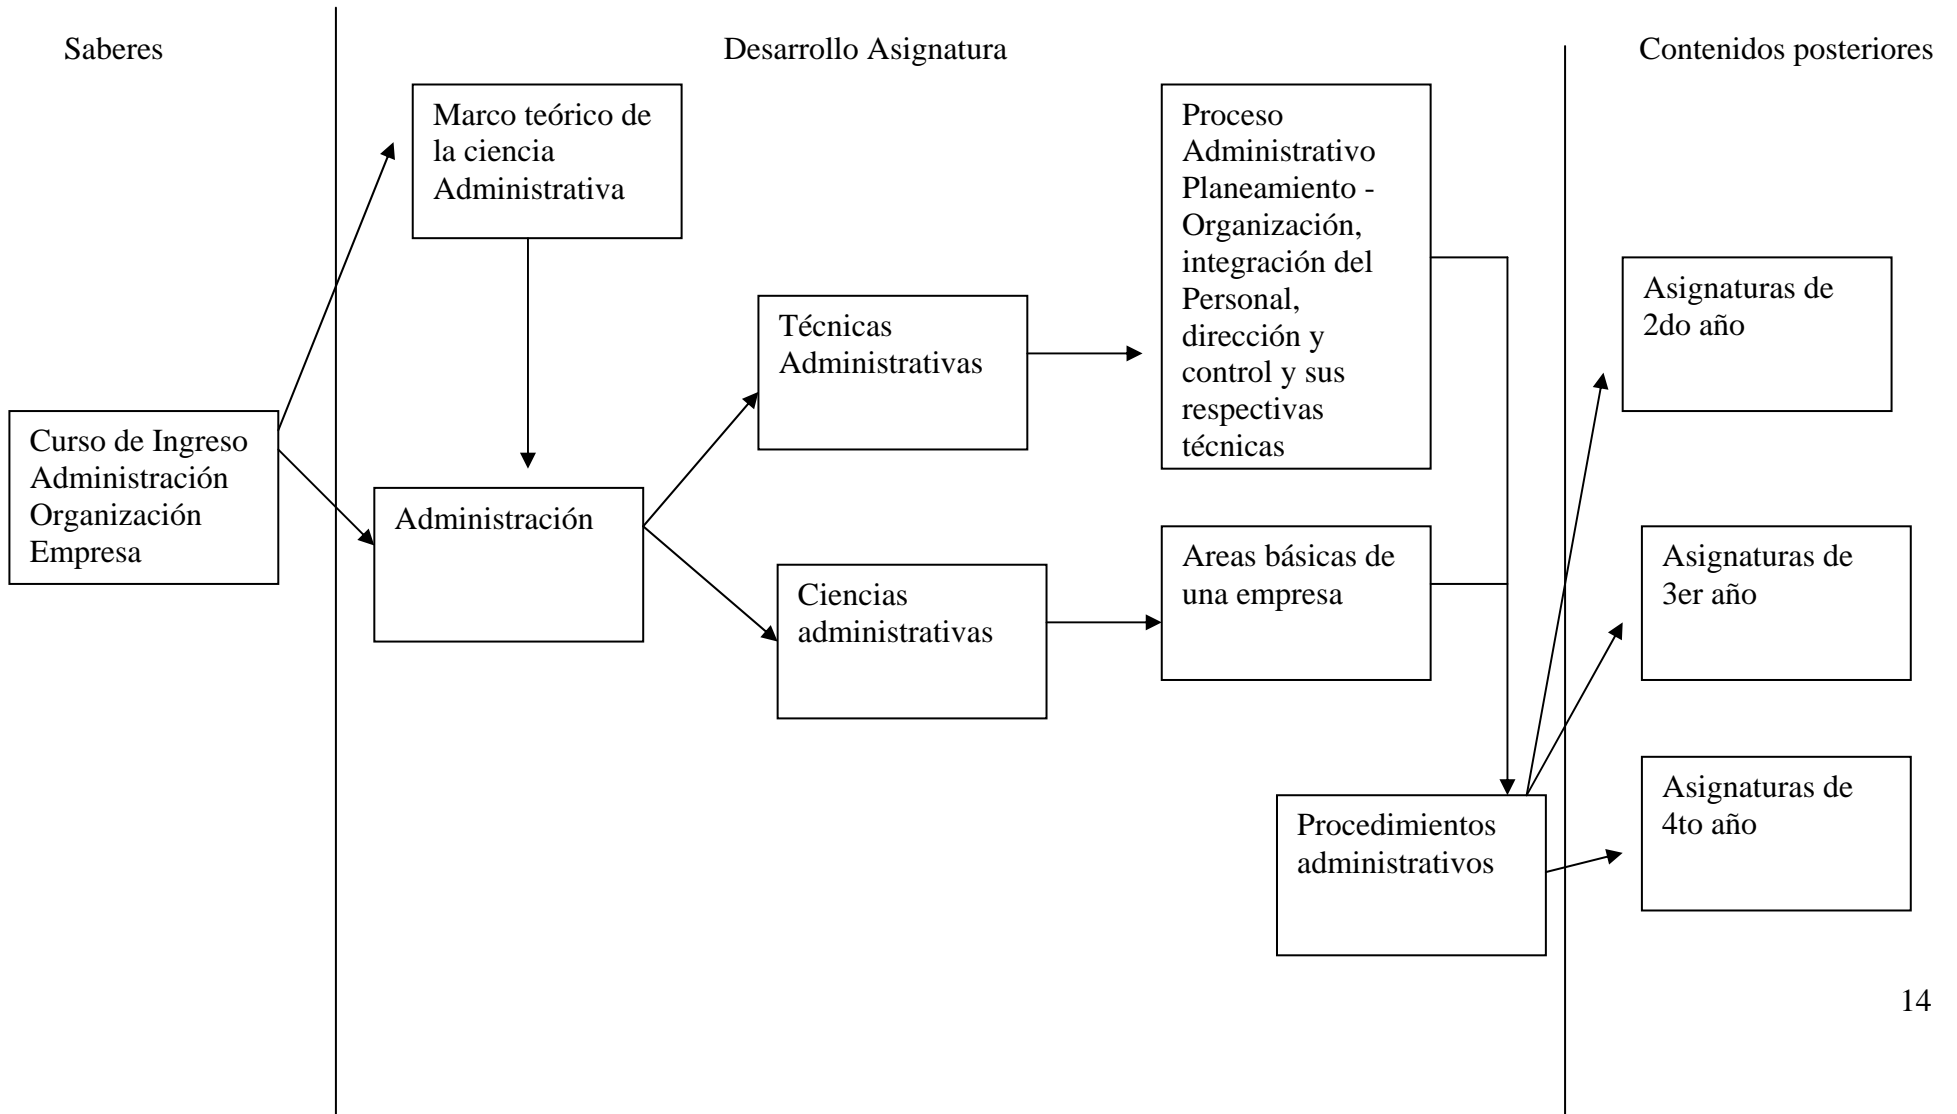 Saberes
Desarrollo Asignatura
Contenidos posteriores
Marco teórico de
la ciencia
Administrativa
Proceso
Administrativo
Planeamiento -
Organización,
integración del
Personal,
dirección y
control y sus
respectivas
técnicas
Asignaturas de
2do año
Técnicas
Administrativas
Curso de Ingreso
Administración
Organización
Empresa
Administración
Ciencias
administrativas
Areas básicas de
una empresa
Asignaturas de
3er año
Procedimientos
administrativos
Asignaturas de
4to año
14